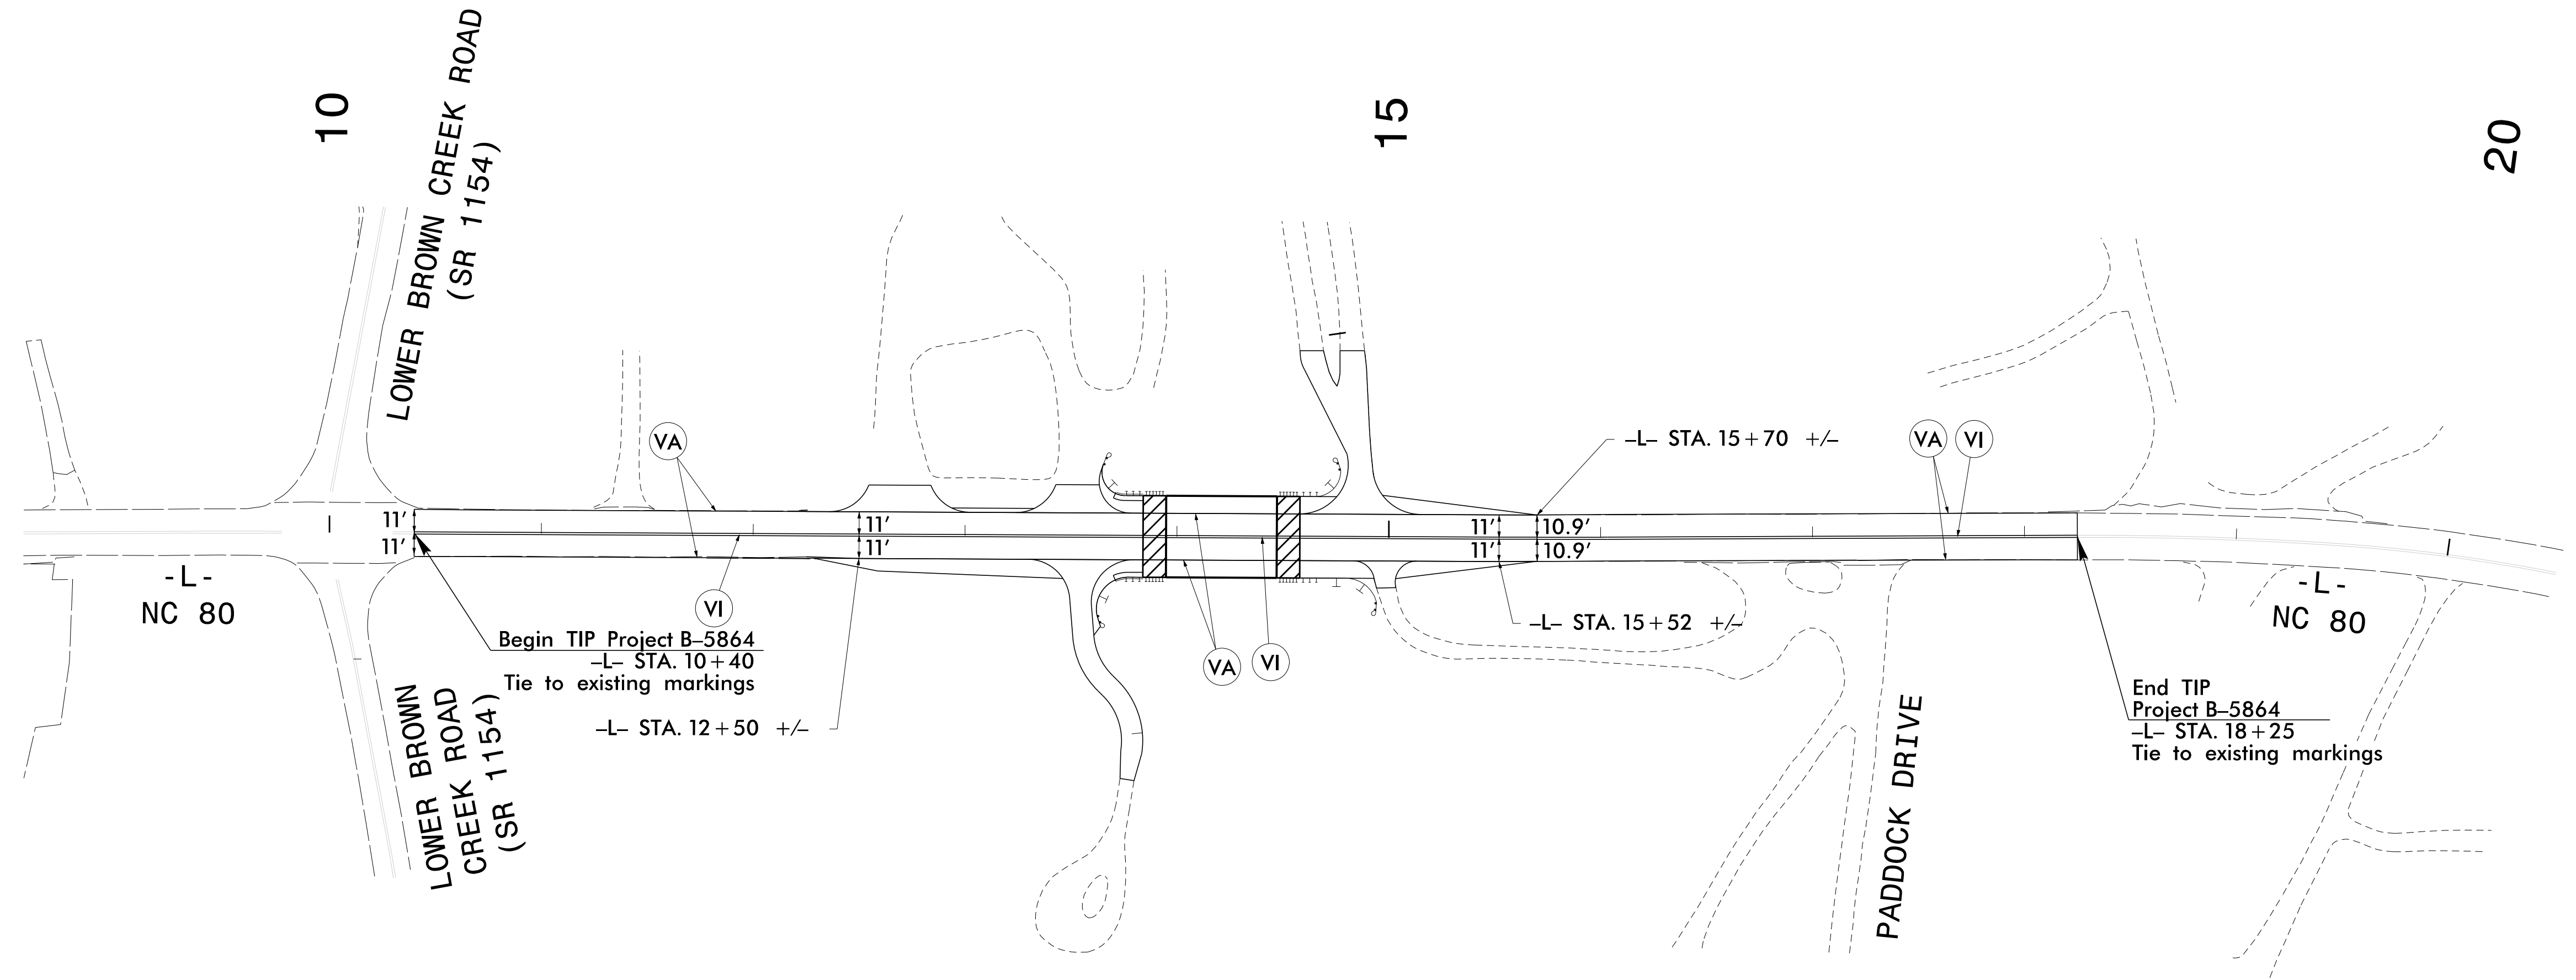 10
15
20
LOWER BROWN CREEK ROAD
(SR 1154)
VA
–L– STA. 15+70 +/–
VA
VI
11'
11'
11'
10.9'
11'
11'
11'
10.9'
-L-
NC 80
-L-
NC 80
VI
Begin TIP Project B–5864
–L– STA. 10+40
Tie to existing markings
–L– STA. 12+50 +/–
–L– STA. 15+52 +/–
VA
VI
LOWER BROWN
CREEK ROAD
(SR 1154)
PADDOCK DRIVE
End TIP
Project B–5864
–L– STA. 18+25
Tie to existing markings